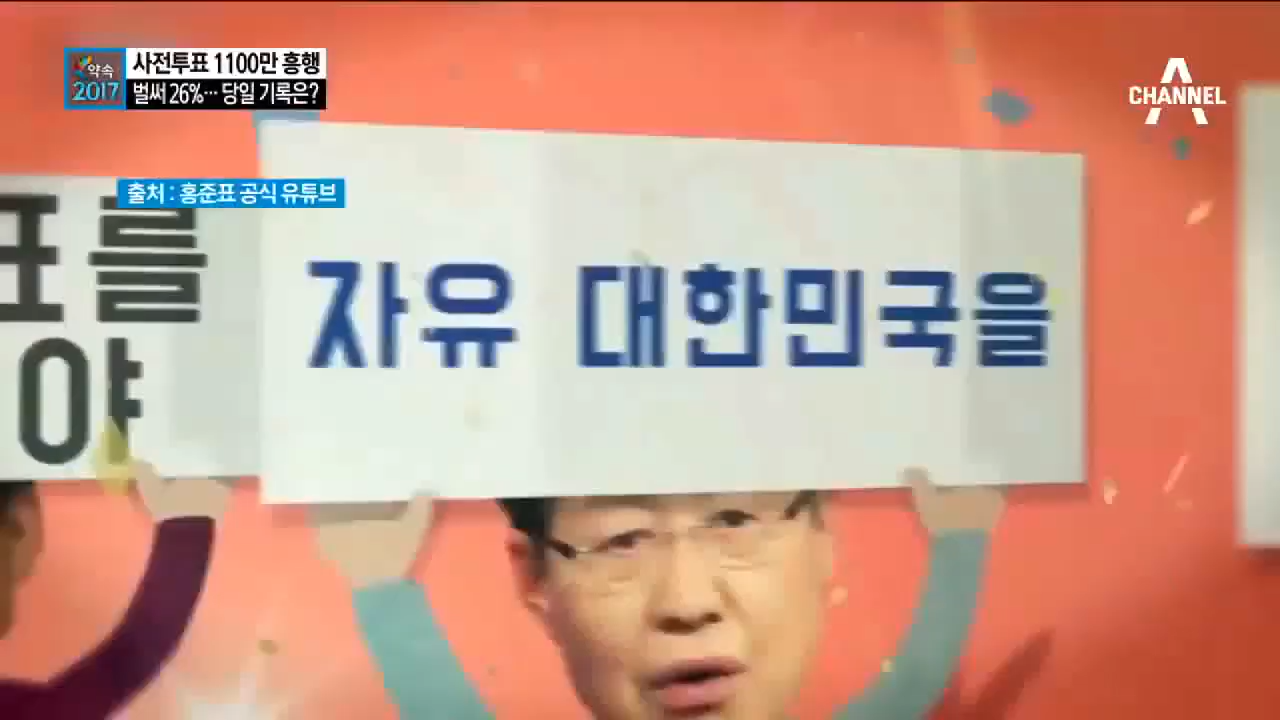 약속
2017
사전투표 1100만 흥행
벌써 26%… 당일 기록은?
CHANNEL A
출처 : 홍준표 공식 유튜브
표를
야
자유 대한민국을